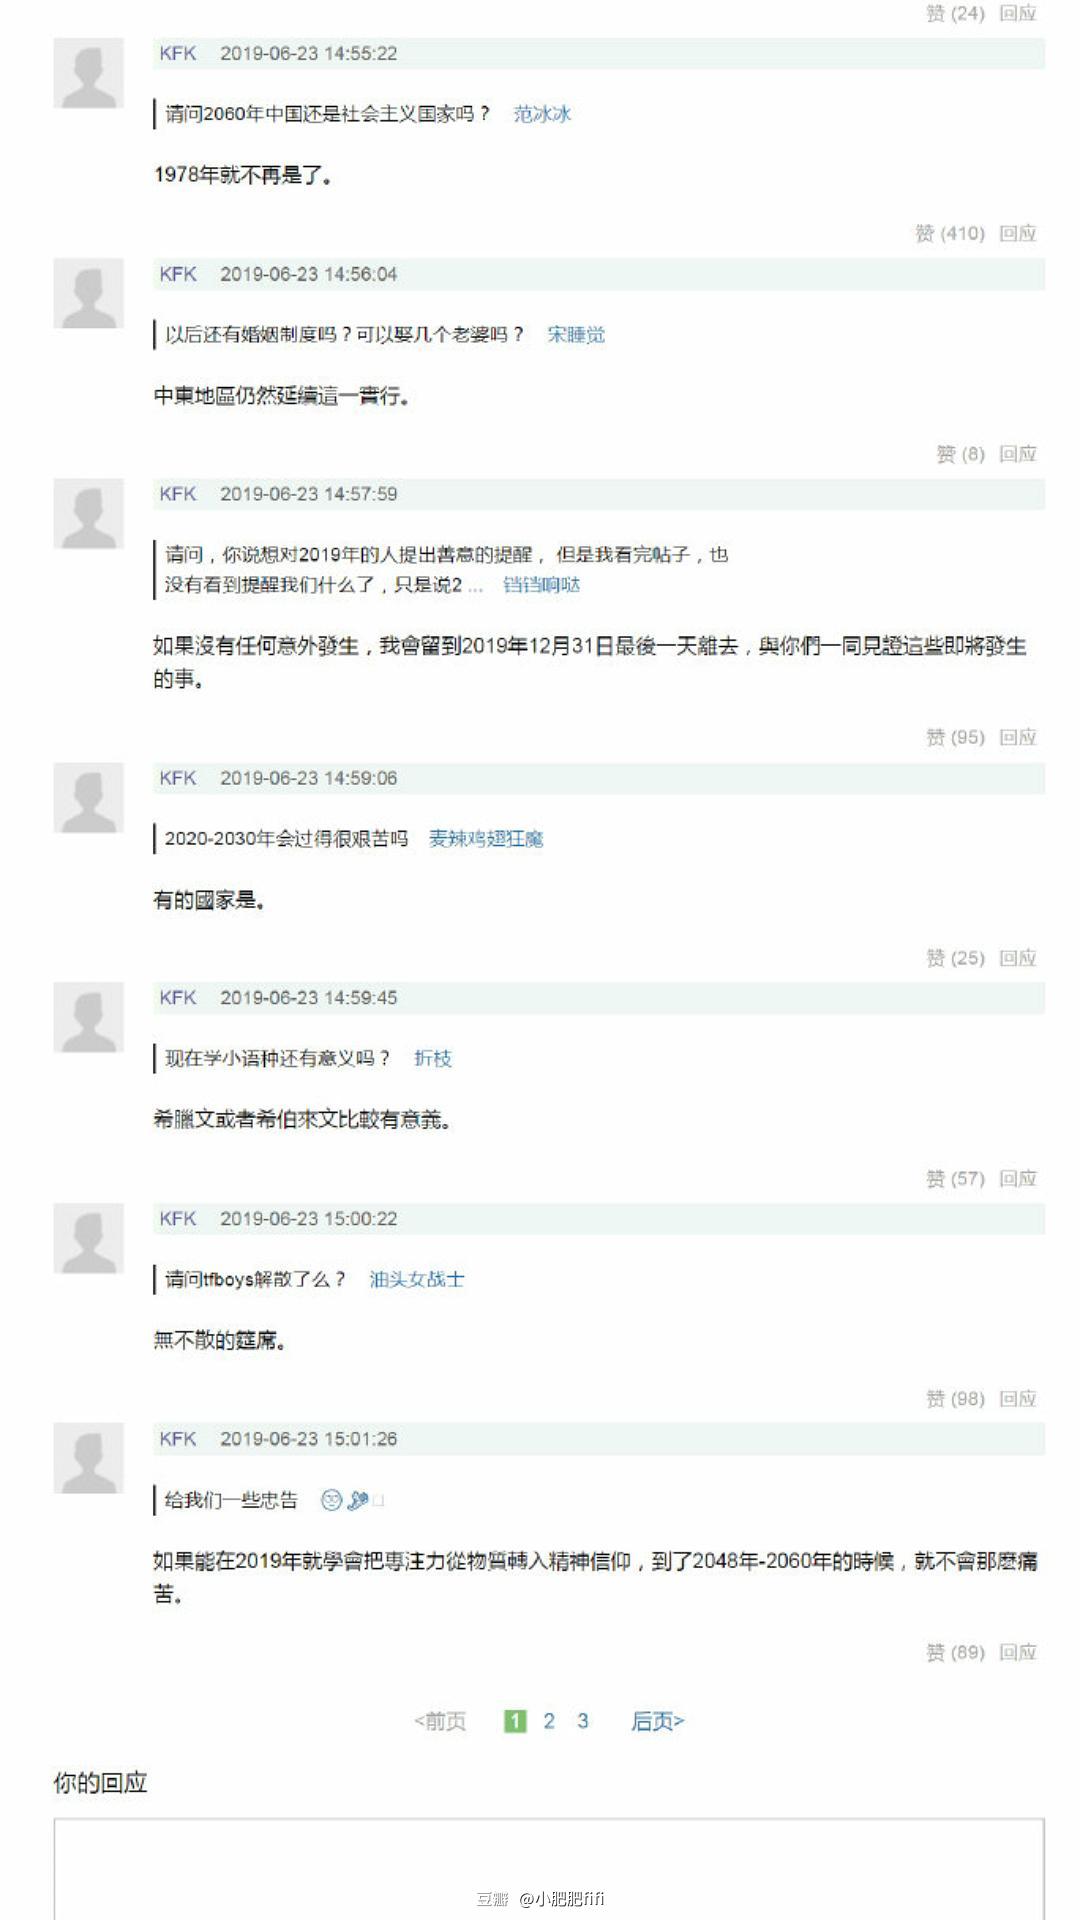 赞 (24) 回应
KFK 2019-06-23 14:55:22
请问2060年中国还是社会主义国家吗？ 范冰冰
1978年就不再是了。
赞 (410) 回应
KFK 2019-06-23 14:56:04
以后还有婚姻制度吗？可以娶几个老婆吗？ 宋睡觉
中東地區仍然延續這一實行。
赞 (8) 回应
KFK 2019-06-23 14:57:59
请问，你说想对2019年的人提出善意的提醒， 但是我看完帖子，也
没有看到提醒我们什么了，只是说2 ... 铛铛响哒
如果沒有任何意外發生，我會留到2019年12月31日最後一天離去，與你們一同見證這些即將發生
的事。
赞 (95) 回应
KFK 2019-06-23 14:59:06
2020-2030年会过得很艰苦吗 麦辣鸡翅狂魔
有的國家是。
赞 (25) 回应
KFK 2019-06-23 14:59:45
现在学小语种还有意义吗？ 折枝
希臘文或者希伯來文比較有意義。
赞 (57) 回应
KFK 2019-06-23 15:00:22
请问tfboys解散了么？ 油头女战士
無不散的筵席。
赞 (98) 回应
KFK 2019-06-23 15:01:26
给我们一些忠告
如果能在2019年就學會把專注力從物質轉入精神信仰，到了2048年-2060年的時候，就不會那麼痛
苦。
赞 (89) 回应
<前页 1 2 3 后页>
你的回应
豆瓣 @小肥肥fifi